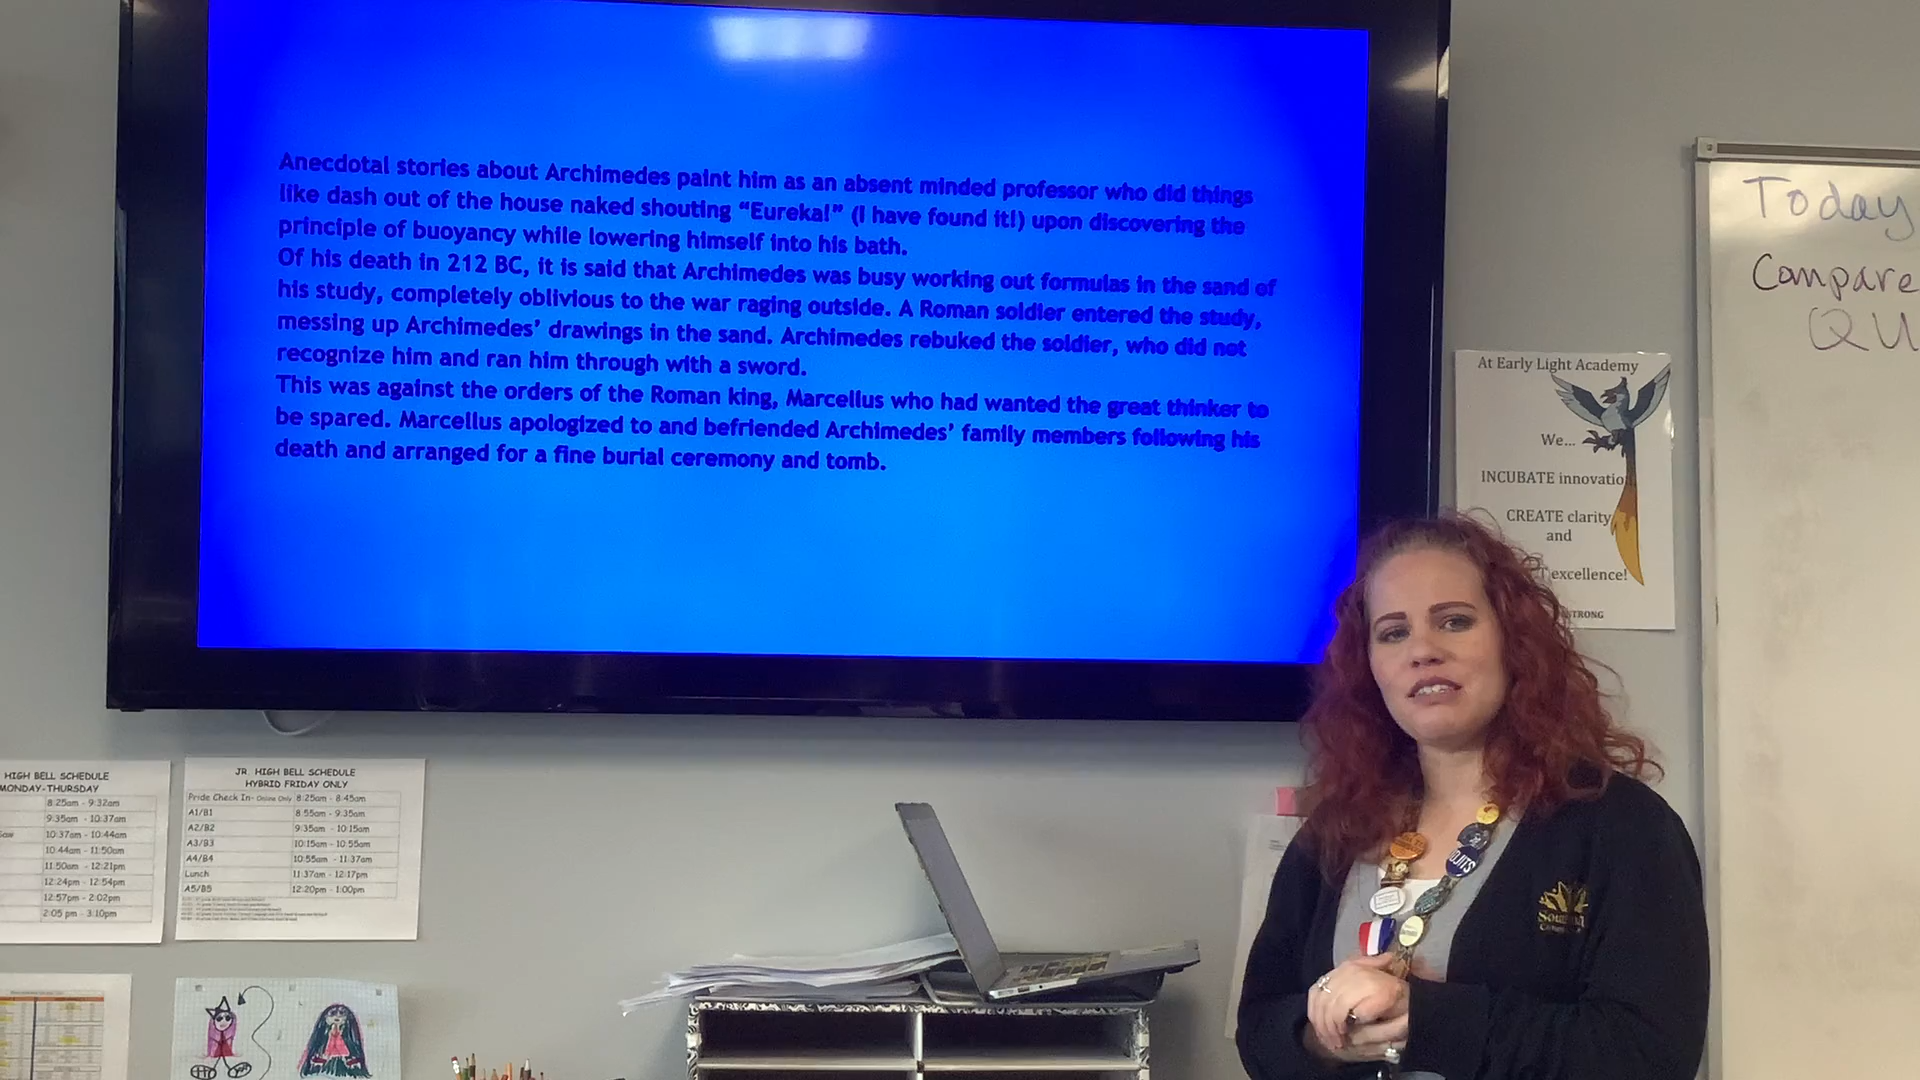 Anecdotal stories about Archimedes paint him as an absent minded professor who did things
like dash out of the house naked shouting “Eureka!” (I have found it!) upon discovering the
principle of buoyancy while lowering himself into his bath.
Of his death in 212 BC, it is said that Archimedes was busy working out formulas in the sand of
his study, completely oblivious to the war raging outside. A Roman soldier entered the study,
messing up Archimedes’ drawings in the sand. Archimedes rebuked the soldier, who did not
recognize him and ran him through with a sword.
This was against the orders of the Roman king, Marcellus who had wanted the great thinker to
be spared. Marcellus apologized to and befriended Archimedes’ family members following his
death and arranged for a fine burial ceremony and tomb.
Today
Compare
QU
At Early Light Academy
We...
INCUBATE innovatio
CREATE clarity
and
excellence!
STRONG
HIGH BELL SCHEDULE
MONDAY-THURSDAY
8:25am - 9:32am
9:35am - 10:37am
10:37am - 10:44am
10:44am - 11:50am
11:50am - 12:21pm
12:24pm - 12:54pm
12:57pm - 2:02pm
2:05 pm - 3:10pm
JR. HIGH BELL SCHEDULE
HYBRID FRIDAY ONLY
Pride Check In- Online Only 8:25am - 8:45am
A1/B1 8:55am - 9:35am
A2/B2 9:35am - 10:15am
A3/B3 10:15am - 10:55am
A4/B4 10:55am - 11:37am
Lunch 11:37am - 12:17pm
A5/B5 12:20pm - 1:00pm